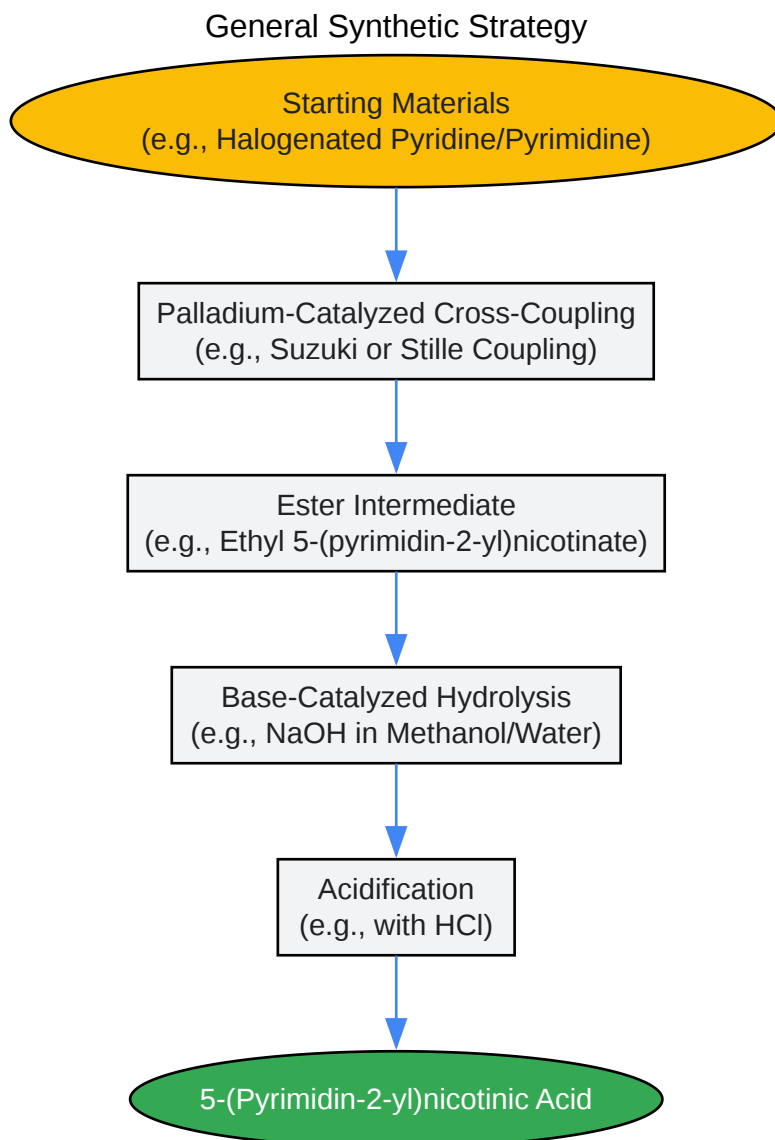 General Synthetic Strategy
Starting Materials
(e.g., Halogenated Pyridine/Pyrimidine)
Palladium-Catalyzed Cross-Coupling
(e.g., Suzuki or Stille Coupling)
Ester Intermediate
(e.g., Ethyl 5-(pyrimidin-2-yl)nicotinate)
Base-Catalyzed Hydrolysis
(e.g., NaOH in Methanol/Water)
Acidification
(e.g., with HCl)
5-(Pyrimidin-2-yl)nicotinic Acid